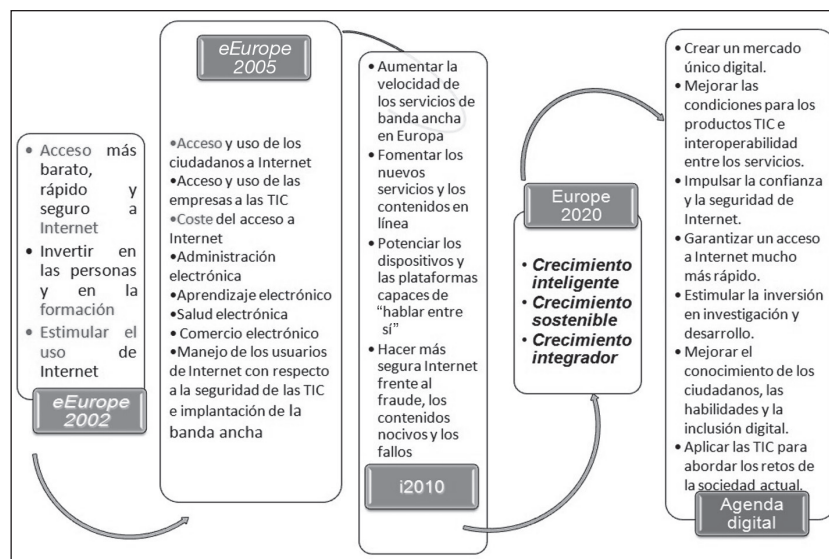 • Acceso más
barato,
rápido y
seguro a
Internet
• Invertir en
las personas
y en la
formación
• Estimular el
uso de
Internet
eEurope
2002
eEurope
2005
•Acceso y uso de los
ciudadanos a Internet
•Acceso y uso de las
empresas a las TIC
•Coste del acceso a
Internet
•Administración
electrónica
•Aprendizaje electrónico
•Salud electrónica
• Comercio electrónico
•Manejo de los usuarios
de Internet con respecto
a la seguridad de las TIC
e implantación de la
banda ancha
• Aumentar la
velocidad de
los servicios de
banda ancha
en Europa
• Fomentar los
nuevos
servicios y los
contenidos en
línea
• Potenciar los
dispositivos y
las plataformas
capaces de
“hablar entre
sí”
• Hacer más
segura Internet
frente al
fraude, los
contenidos
nocivos y los
fallos
i2010
Europe
2020
• Crecimiento
inteligente
• Crecimiento
sostenible
• Crecimiento
integrador
• Crear un mercado
único digital.
• Mejorar las
condiciones para los
productos TIC e
interoperabilidad
entre los servicios.
• Impulsar la confianza
y la seguridad de
Internet.
• Garantizar un acceso
a Internet mucho
más rápido.
• Estimular la inversión
en investigación y
desarrollo.
• Mejorar el
conocimiento de los
ciudadanos, las
habilidades y la
inclusión digital.
• Aplicar las TIC para
abordar los retos de
la sociedad actual.
Agenda
digital